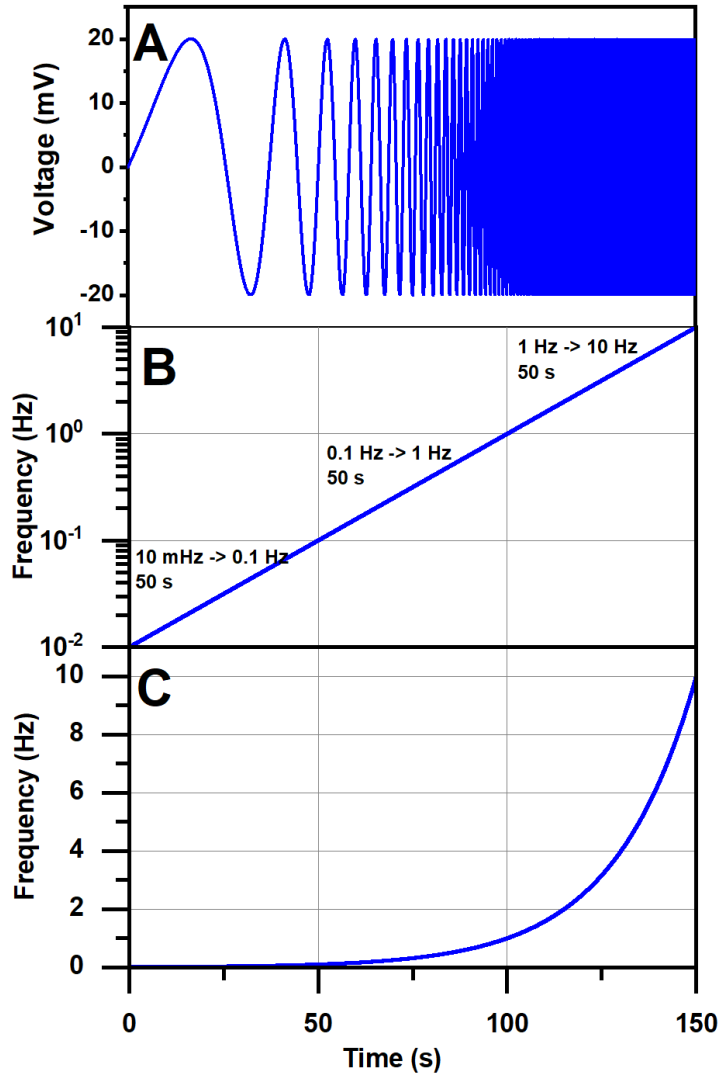 A
20
10
0
-10
-20
Voltage (mV)
B
10^1
10^0
10^-1
10^-2
Frequency (Hz)
1 Hz -> 10 Hz
50 s
0.1 Hz -> 1 Hz
50 s
10 mHz -> 0.1 Hz
50 s
C
10
8
6
4
2
0
Frequency (Hz)
0 50 100 150
Time (s)